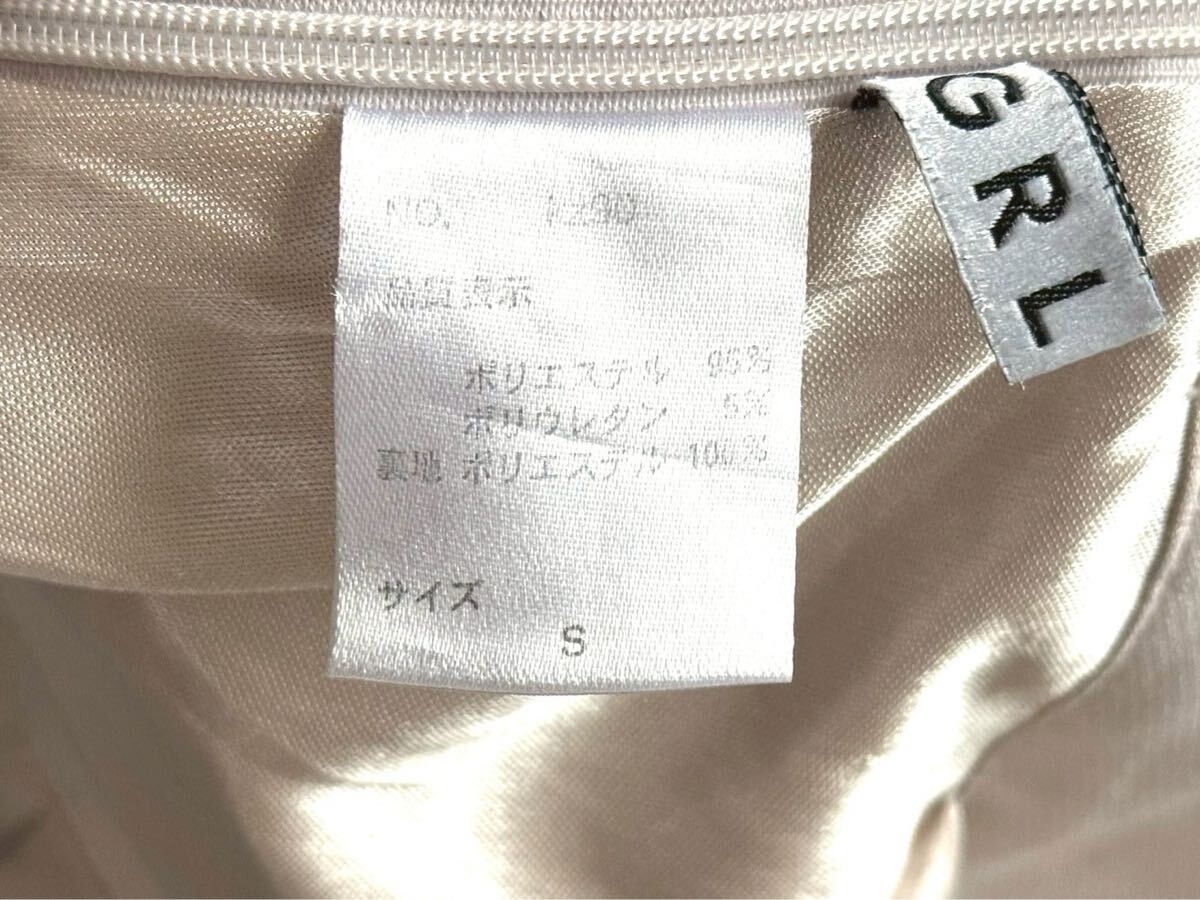 NO.
品質表示
ポリエステル 95%
ポリウレタン 5%
裏地 ポリエステル 100%
サイズ
S
GRL